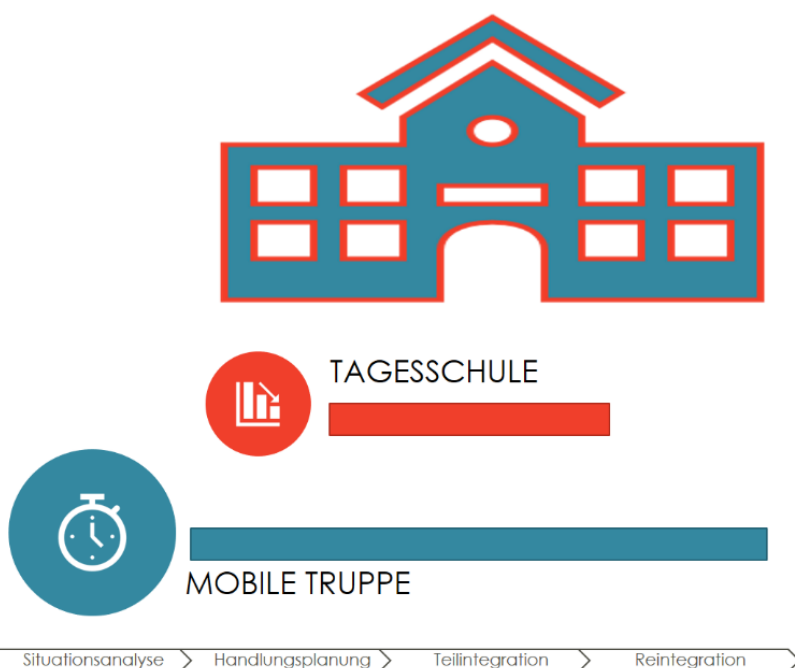 TAGESSCHULE
MOBILE TRUPPE
Situationsanalyse Handlungsplanung Teilintegration Reintegration